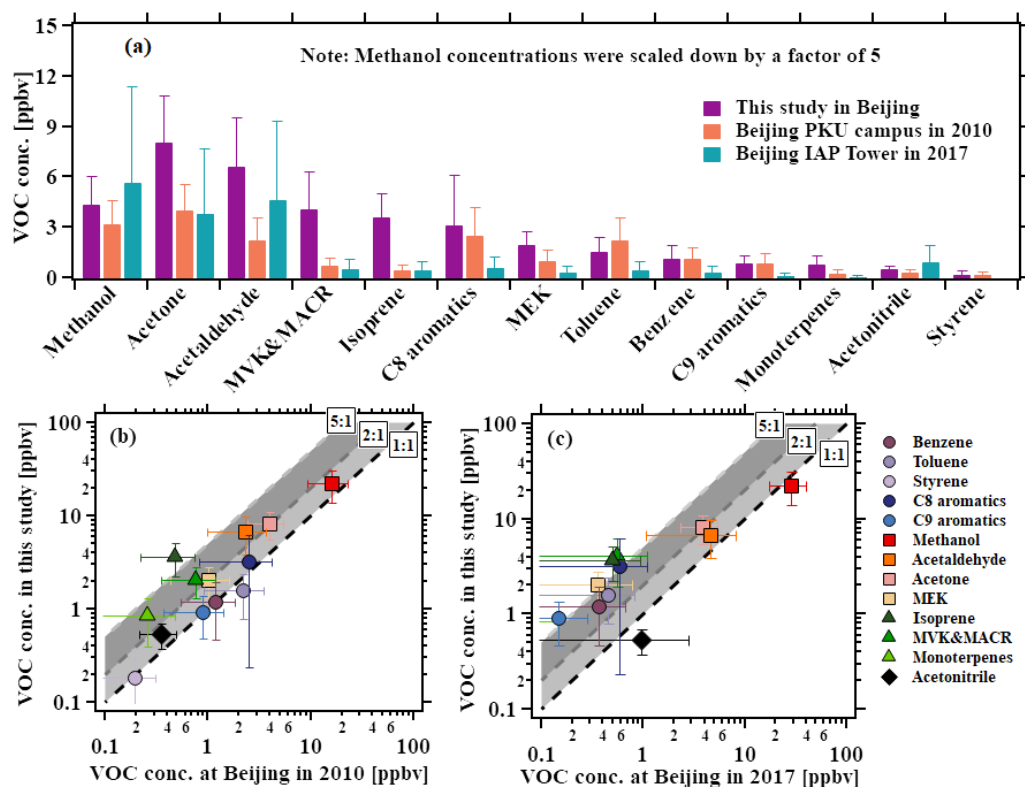 15
12
9
6
3
0
VOC conc. [ppbv]
(a)
Note: Methanol concentrations were scaled down by a factor of 5
This study in Beijing
Beijing PKU campus in 2010
Beijing IAP Tower in 2017
Methanol
Acetone
Acetaldehyde
MVK&MACR
Isoprene
C8 aromatics
MEK
Toluene
Benzene
C9 aromatics
Monoterpenes
Acetonitrile
Styrene
VOC conc. in this study [ppbv]
100
4
2
10
4
2
1
4
2
0.1
(b)
5:1
2:1
1:1
0.1
2
4
6
1
2
4
6
10
2
4
6
100
VOC conc. at Beijing in 2010 [ppbv]
VOC conc. in this study [ppbv]
100
4
2
10
4
2
1
4
2
0.1
(c)
5:1
2:1
1:1
0.1
2
4
6
1
2
4
6
10
2
4
6
100
VOC conc. at Beijing in 2017 [ppbv]
Benzene
Toluene
Styrene
C8 aromatics
C9 aromatics
Methanol
Acetaldehyde
Acetone
MEK
Isoprene
MVK&MACR
Monoterpenes
Acetonitrile